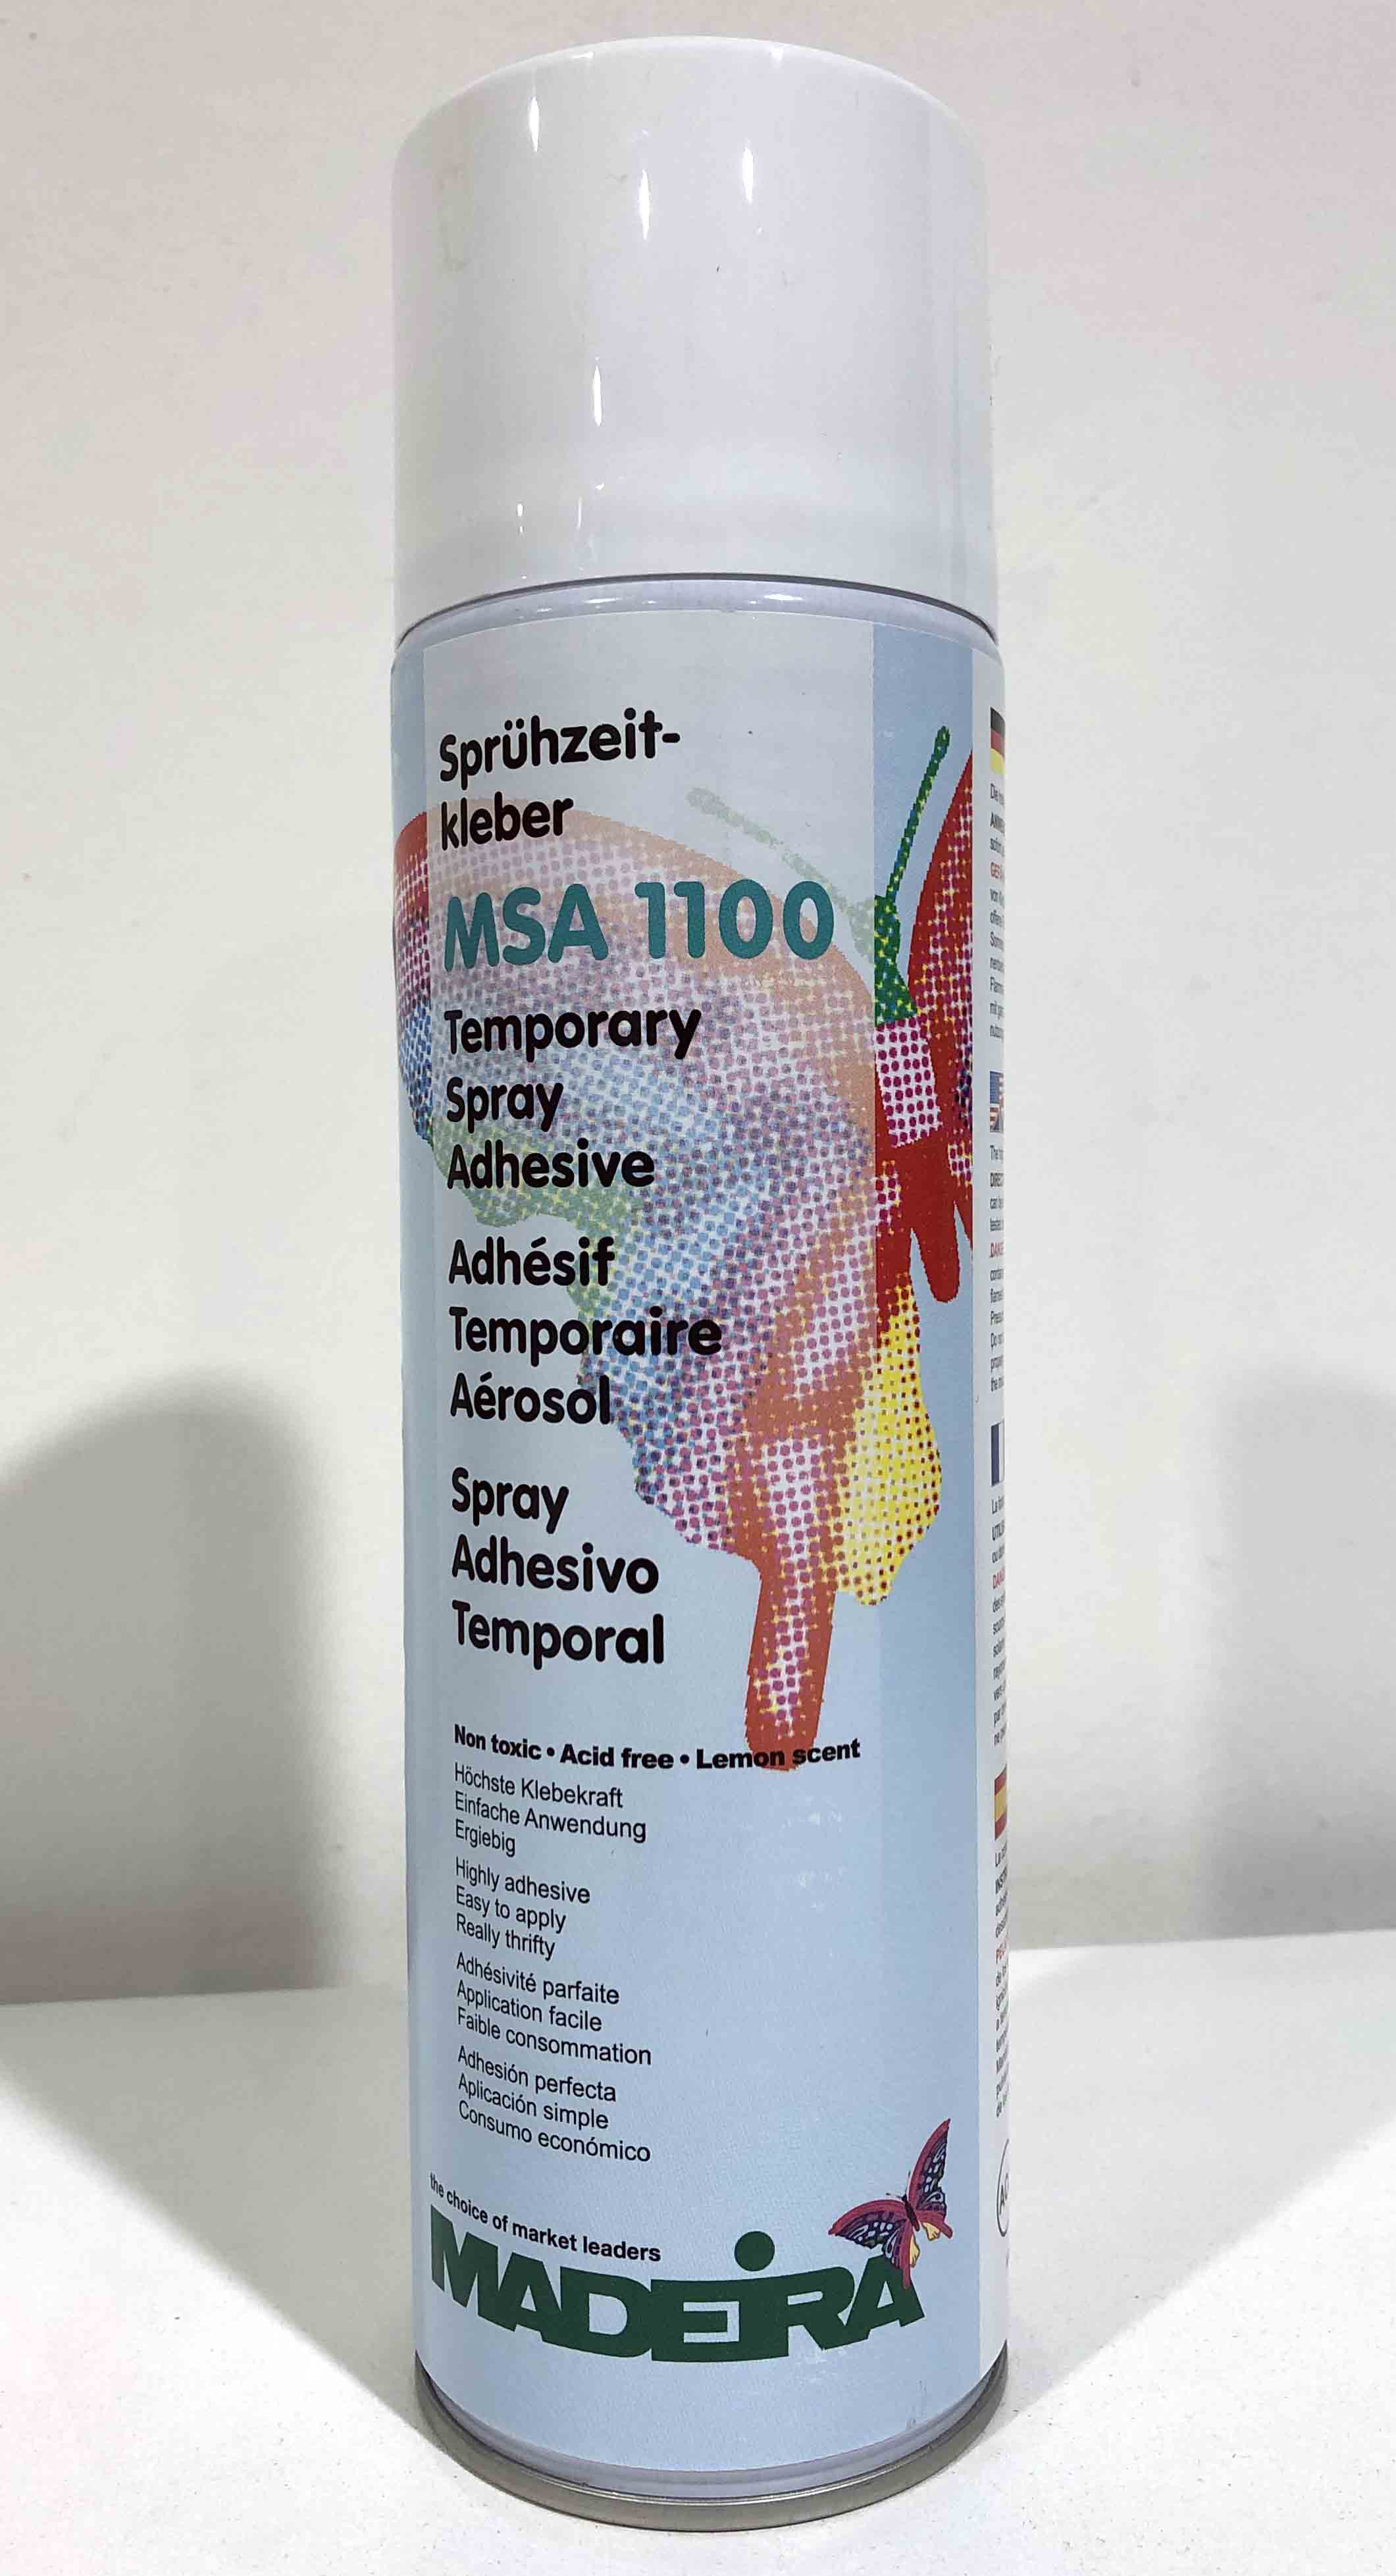 Sprühzeit-
kleber
MSA 1100
Temporary
Spray
Adhesive
Adhésif
Temporaire
Aérosol
Spray
Adhesivo
Temporal
Non toxic • Acid free • Lemon scent
Höchste Klebekraft
Einfache Anwendung
Ergiebig
Highly adhesive
Easy to apply
Really thrifty
Adhésivité parfaite
Application facile
Faible consommation
Adhesión perfecta
Aplicación simple
Consumo económico
the choice of market leaders
MADEIRA